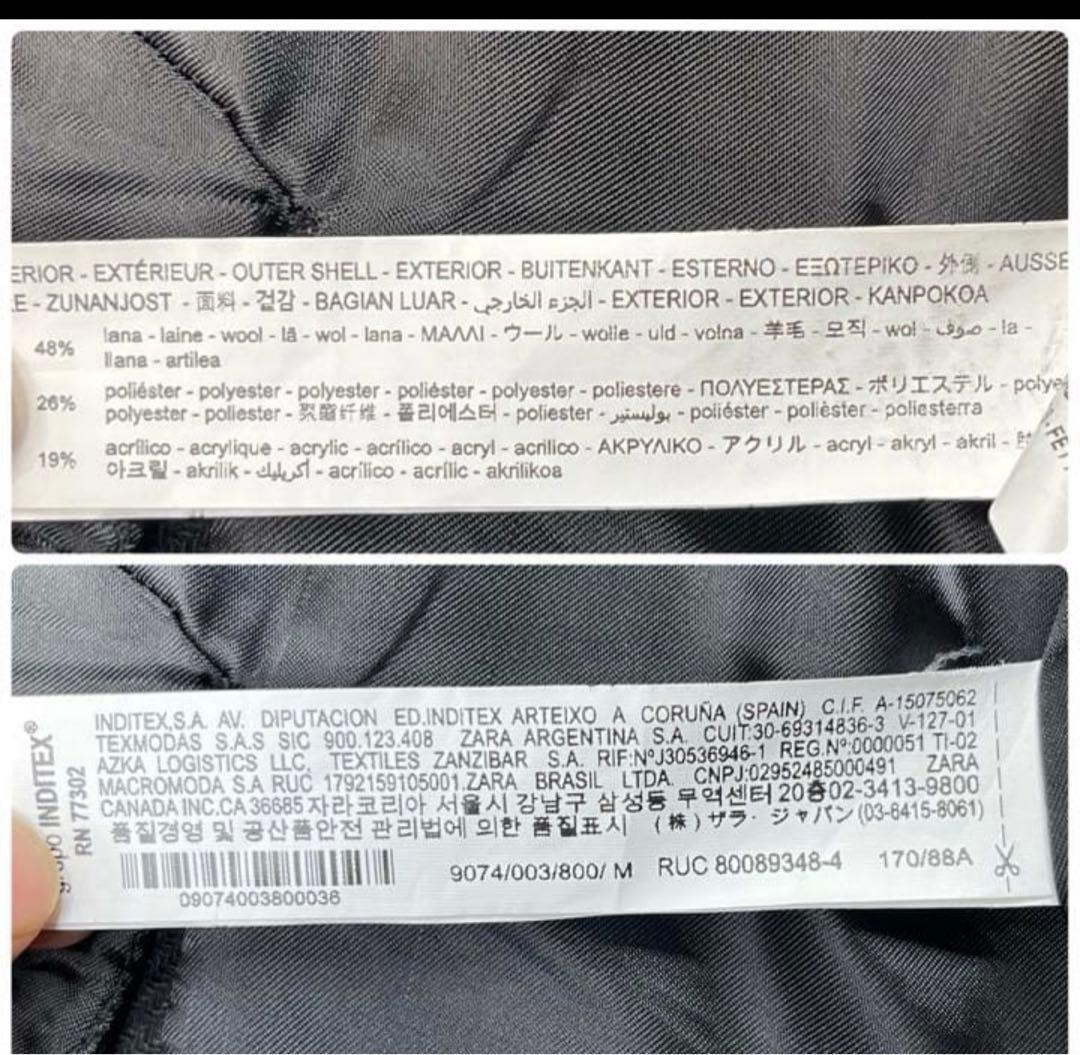 ERIOR - EXTÉRIEUR - OUTER SHELL - EXTERIOR - BUITENKANT - ESTERNO - ΕΞΩΤΕΡΙΚΟ - 外側 - AUSSE
E - ZUNANJOST - 面料 - 겉감 - BAGIAN LUAR - الجزء الخارجي - EXTERIOR - EXTERIOR - KANPOKOA
48% lana - laine - wool - lã - wol - lana - ΜΑΛΛΙ - ウール - wolle - uld - volna - 羊毛 - 모직 - wol - صوف - la -
llana - artilea
26% poliéster - polyester - polyester - poliéster - polyester - poliestere - ΠΟΛΥΕΣΤΕΡΑΣ - ポリエステル - polye
polyester - poliester - 聚酯纤维 - 폴리에스터 - poliester - بوليستير - poliéster - polièster - poliesterra
19% acrílico - acrylique - acrylic - acrílico - acryl - acrilico - ΑΚΡΥΛΙΚΟ - アクリル - acryl - akryl - akril -
아크릴 - akrilik - أكريليك - acrílico - acrílic - akrilikoa
grupo INDITEX®
RN 77302
INDITEX,S.A. AV. DIPUTACION ED.INDITEX ARTEIXO A CORUÑA (SPAIN) C.I.F. A-15075062
TEXMODAS S.A.S SIC 900.123.408 ZARA ARGENTINA S.A. CUIT:30-69314836-3 V-127-01
AZKA LOGISTICS LLC, TEXTILES ZANZIBAR S.A. RIF:NºJ30536946-1 REG.Nº:0000051 TI-02
MACROMODA S.A RUC 1792159105001.ZARA BRASIL LTDA. CNPJ:02952485000491 ZARA
CANADA INC.CA 36685 자라코리아 서울시 강남구 삼성동 무역센터 20층02-3413-9800
품질경영 및 공산품안전 관리법에 의한 품질표시 (株)ザラ・ジャパン(03-6415-8061)
9074/003/800/ M RUC 80089348-4 170/88A
09074003800036